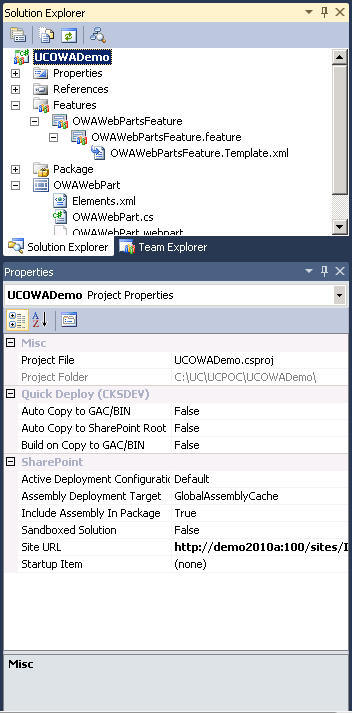 Solution Explorer
UCOWADemo
Properties
References
Features
OWAWebPartsFeature
OWAWebPartsFeature.feature
OWAWebPartsFeature.Template.xml
Package
OWAWebPart
Elements.xml
OWAWebPart.cs
OWAWebPart.webpart
Solution Explorer Team Explorer
Properties
UCOWADemo Project Properties
Misc
Project File UCOWADemo.csproj
Project Folder C:\UC\UCPOC\UCOWADemo\
Quick Deploy (CKSDEV)
Auto Copy to GAC/BIN False
Auto Copy to SharePoint Root False
Build on Copy to GAC/BIN False
SharePoint
Active Deployment Configuratio Default
Assembly Deployment Target GlobalAssemblyCache
Include Assembly In Package True
Sandboxed Solution False
Site URL http://demo2010a:100/sites/I
Startup Item (none)
Misc